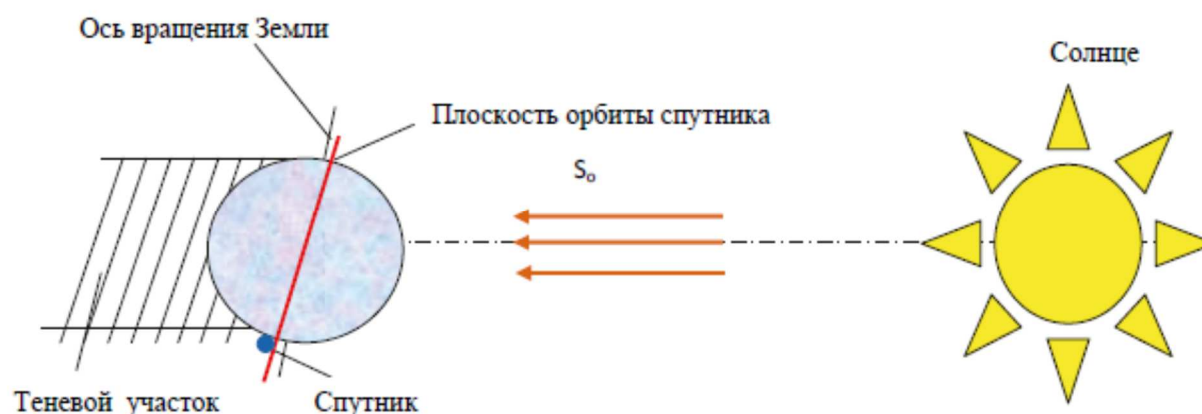 Ось вращения Земли
Солнце
Плоскость орбиты спутника
Sₒ
Теневой участок
Спутник